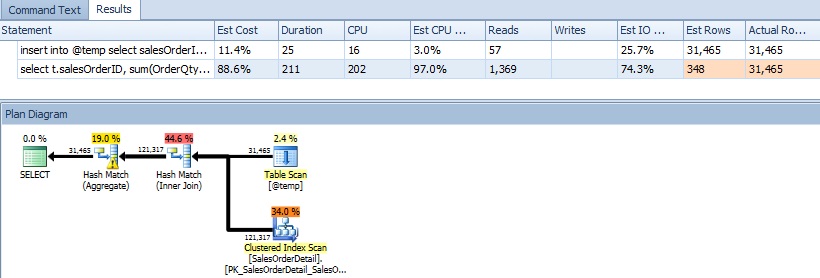 Command Text Results
Statement Est Cost Duration CPU Est CPU ... Reads Writes Est IO ... Est Rows Actual Ro...
insert into @temp select salesOrderI... 11.4% 25 16 3.0% 57 25.7% 31,465 31,465
select t.salesOrderID, sum(OrderQty,... 88.6% 211 202 97.0% 1,369 74.3% 348 31,465
Plan Diagram
0.0 % 19.0 % 44.6 % 2.4 %
31,465 121,317 31,465
SELECT Hash Match Hash Match Table Scan
(Aggregate) (Inner Join) [@temp]
34.0 %
121,317
Clustered Index Scan
[SalesOrderDetail].
[PK_SalesOrderDetail_SalesO...